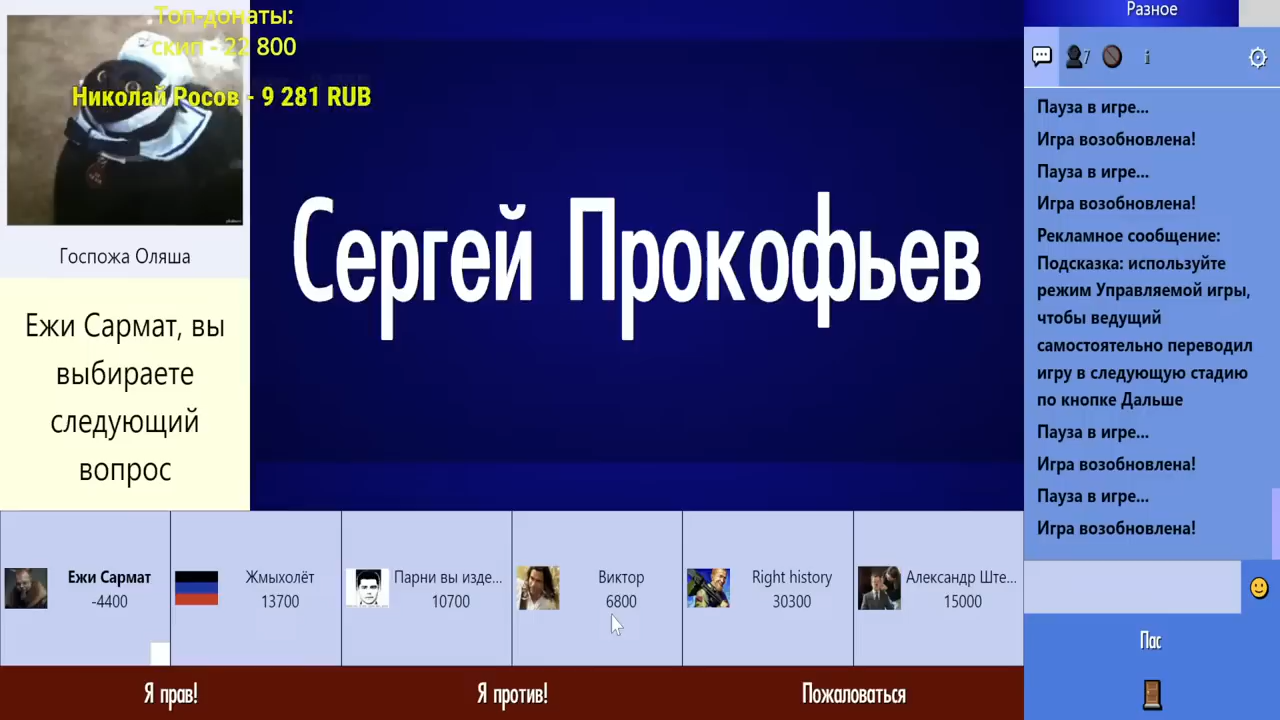 Топ-донаты:
скип - 22 800
Николай Росов - 9 281 RUB
Госпожа Оляша
Ежи Сармат, вы
выбираете
следующий
вопрос
Сергей Прокофьев
Разное
7
i
Пауза в игре...
Игра возобновлена!
Пауза в игре...
Игра возобновлена!
Рекламное сообщение:
Подсказка: используйте
режим Управляемой игры,
чтобы ведущий
самостоятельно переводил
игру в следующую стадию
по кнопке Дальше
Пауза в игре...
Игра возобновлена!
Пауза в игре...
Игра возобновлена!
Ежи Сармат
-4400
Жмыхолёт
13700
Парни вы изде...
10700
Виктор
6800
Right history
30300
Александр Ште...
15000
Пас
Я прав!
Я против!
Пожаловаться